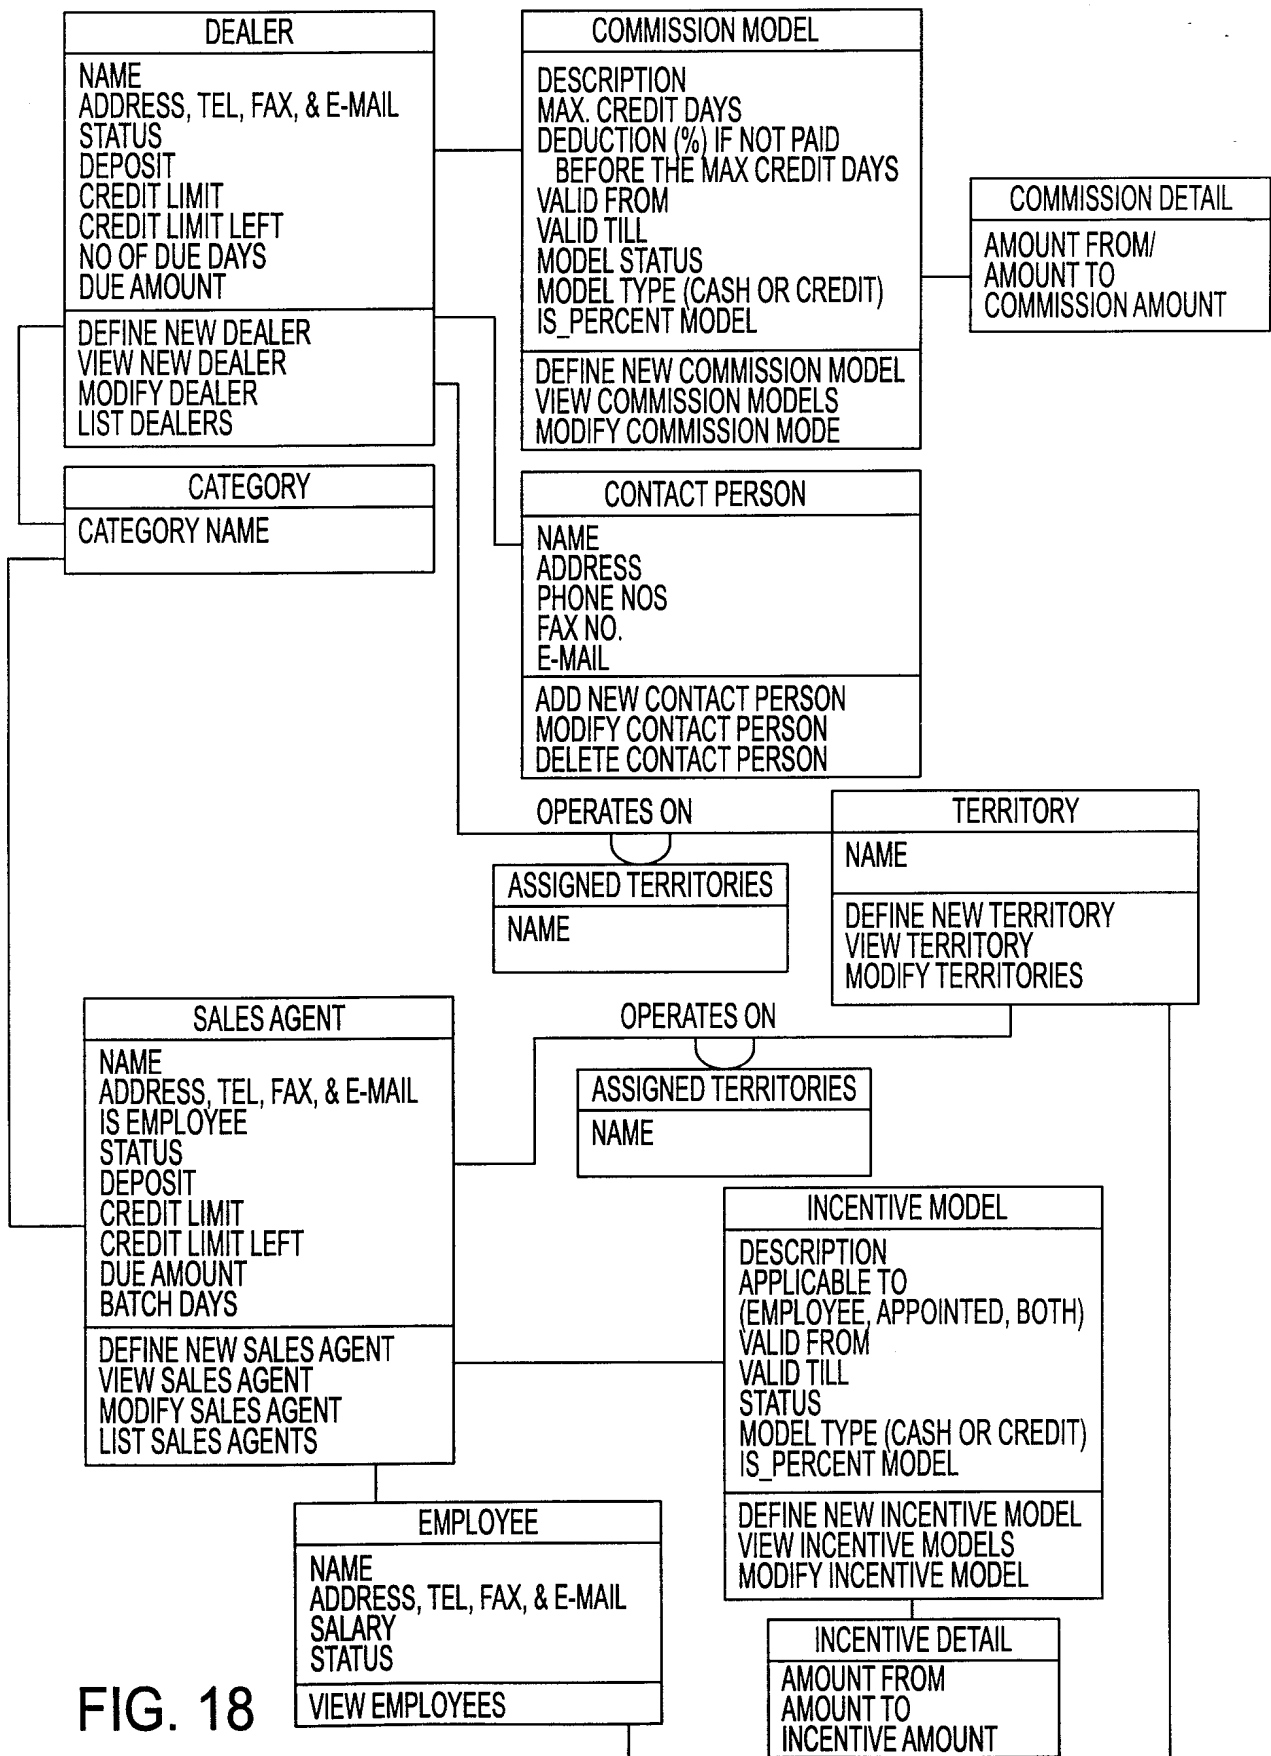 DEALER
NAME
ADDRESS, TEL, FAX, & E-MAIL
STATUS
DEPOSIT
CREDIT LIMIT
CREDIT LIMIT LEFT
NO OF DUE DAYS
DUE AMOUNT
DEFINE NEW DEALER
VIEW NEW DEALER
MODIFY DEALER
LIST DEALERS
COMMISSION MODEL
DESCRIPTION
MAX. CREDIT DAYS
DEDUCTION (%) IF NOT PAID
BEFORE THE MAX CREDIT DAYS
VALID FROM
VALID TILL
MODEL STATUS
MODEL TYPE (CASH OR CREDIT)
IS_PERCENT MODEL
DEFINE NEW COMMISSION MODEL
VIEW COMMISSION MODELS
MODIFY COMMISSION MODE
COMMISSION DETAIL
AMOUNT FROM/
AMOUNT TO
COMMISSION AMOUNT
CATEGORY
CATEGORY NAME
CONTACT PERSON
NAME
ADDRESS
PHONE NOS
FAX NO.
E-MAIL
ADD NEW CONTACT PERSON
MODIFY CONTACT PERSON
DELETE CONTACT PERSON
OPERATES ON
ASSIGNED TERRITORIES
NAME
TERRITORY
NAME
DEFINE NEW TERRITORY
VIEW TERRITORY
MODIFY TERRITORIES
SALES AGENT
NAME
ADDRESS, TEL, FAX, & E-MAIL
IS EMPLOYEE
STATUS
DEPOSIT
CREDIT LIMIT
CREDIT LIMIT LEFT
DUE AMOUNT
BATCH DAYS
DEFINE NEW SALES AGENT
VIEW SALES AGENT
MODIFY SALES AGENT
LIST SALES AGENTS
OPERATES ON
ASSIGNED TERRITORIES
NAME
INCENTIVE MODEL
DESCRIPTION
APPLICABLE TO
(EMPLOYEE, APPOINTED, BOTH)
VALID FROM
VALID TILL
STATUS
MODEL TYPE (CASH OR CREDIT)
IS_PERCENT MODEL
DEFINE NEW INCENTIVE MODEL
VIEW INCENTIVE MODELS
MODIFY INCENTIVE MODEL
EMPLOYEE
NAME
ADDRESS, TEL, FAX, & E-MAIL
SALARY
STATUS
VIEW EMPLOYEES
INCENTIVE DETAIL
AMOUNT FROM
AMOUNT TO
INCENTIVE AMOUNT
FIG. 18